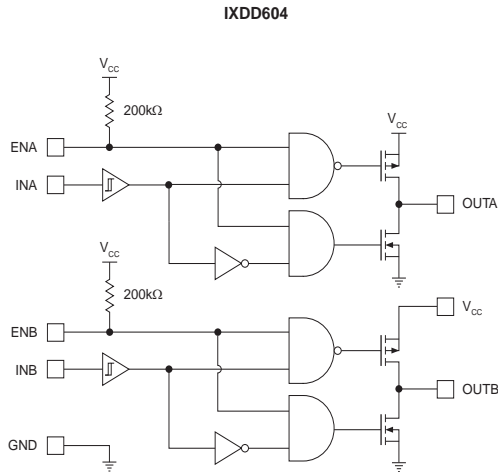 IXDD604
VCC
200kΩ
VCC
ENA
INA
OUTA
VCC
200kΩ
VCC
ENB
INB
OUTB
GND